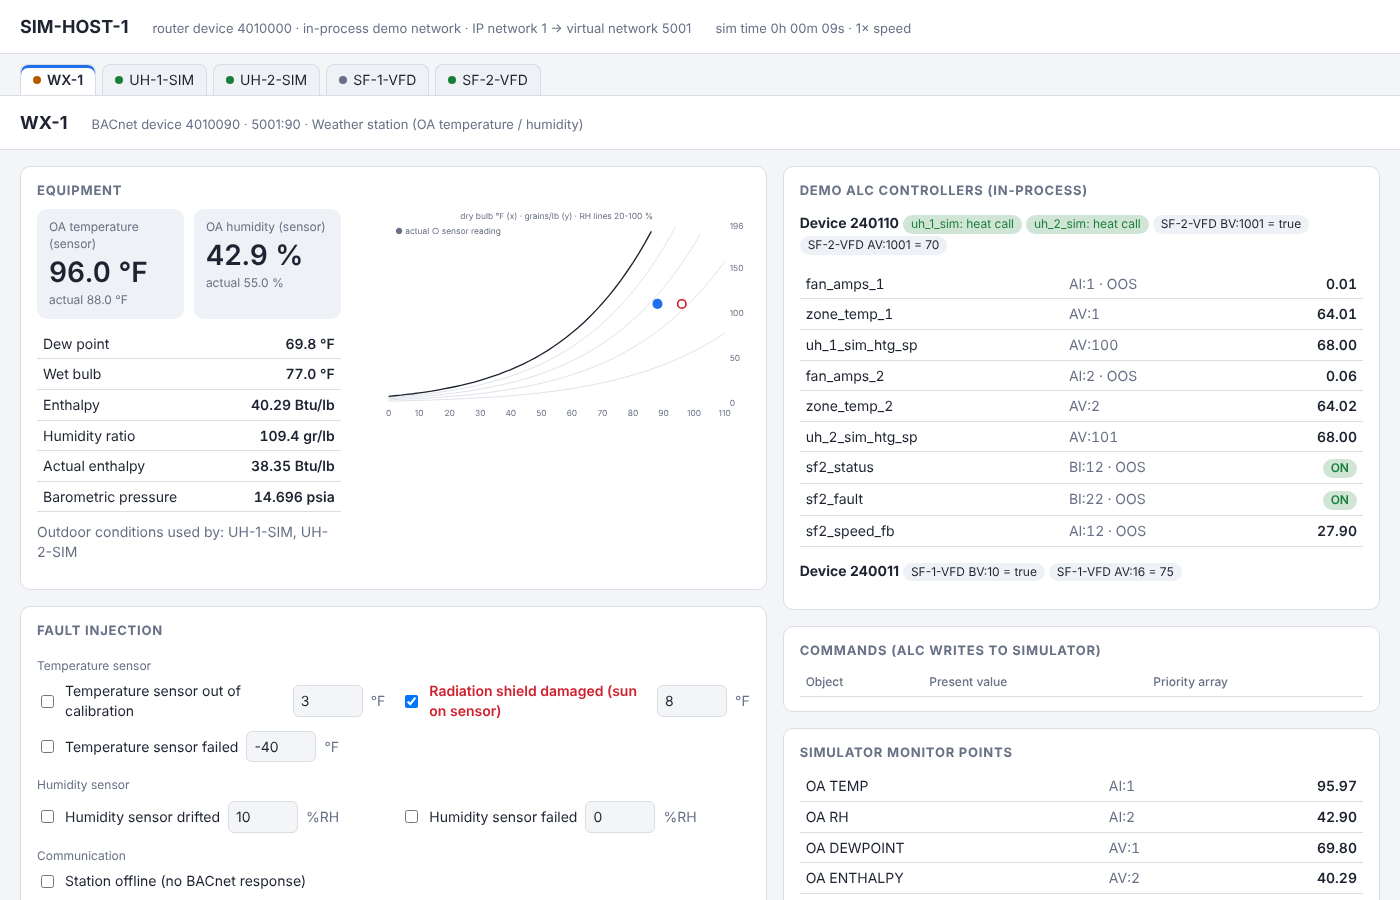 SIM-HOST-1 router device 4010000 · in-process demo network · IP network 1 → virtual network 5001 sim time 0h 00m 09s · 1× speed
WX-1 UH-1-SIM UH-2-SIM SF-1-VFD SF-2-VFD
WX-1 BACnet device 4010090 · 5001:90 · Weather station (OA temperature / humidity)
EQUIPMENT
OA temperature
(sensor)
96.0 °F
actual 88.0 °F
OA humidity (sensor)
42.9 %
actual 55.0 %
Dew point 69.8 °F
Wet bulb 77.0 °F
Enthalpy 40.29 Btu/lb
Humidity ratio 109.4 gr/lb
Actual enthalpy 38.35 Btu/lb
Barometric pressure 14.696 psia
Outdoor conditions used by: UH-1-SIM, UH-
2-SIM
dry bulb °F (x) · grains/lb (y) · RH lines 20-100 %
actual sensor reading
196
150
100
50
0
0 10 20 30 40 50 60 70 80 90 100 110
FAULT INJECTION
Temperature sensor
Temperature sensor out of
calibration
3 °F
Radiation shield damaged (sun
on sensor)
8 °F
Temperature sensor failed -40 °F
Humidity sensor
Humidity sensor drifted 10 %RH
Humidity sensor failed 0 %RH
Communication
Station offline (no BACnet response)
DEMO ALC CONTROLLERS (IN-PROCESS)
Device 240110 uh_1_sim: heat call uh_2_sim: heat call SF-2-VFD BV:1001 = true
SF-2-VFD AV:1001 = 70
fan_amps_1 AI:1 · OOS 0.01
zone_temp_1 AV:1 64.01
uh_1_sim_htg_sp AV:100 68.00
fan_amps_2 AI:2 · OOS 0.06
zone_temp_2 AV:2 64.02
uh_2_sim_htg_sp AV:101 68.00
sf2_status BI:12 · OOS ON
sf2_fault BI:22 · OOS ON
sf2_speed_fb AI:12 · OOS 27.90
Device 240011 SF-1-VFD BV:10 = true SF-1-VFD AV:16 = 75
COMMANDS (ALC WRITES TO SIMULATOR)
Object Present value Priority array
SIMULATOR MONITOR POINTS
OA TEMP AI:1 95.97
OA RH AI:2 42.90
OA DEWPOINT AV:1 69.80
OA ENTHALPY AV:2 40.29